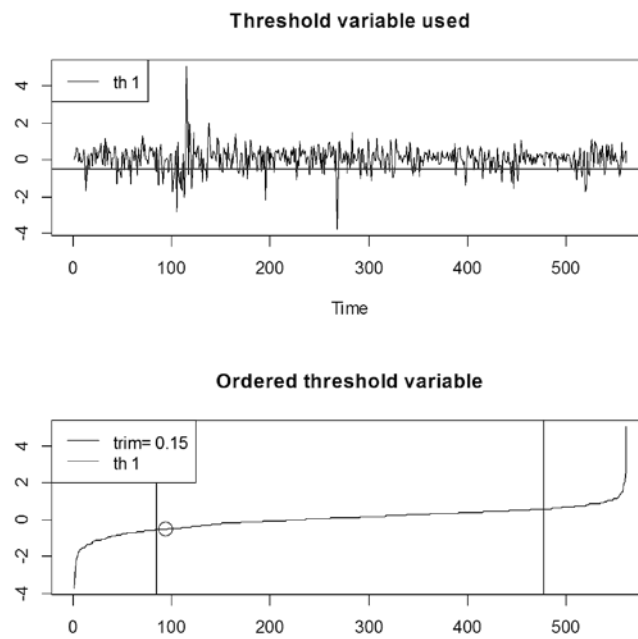 Threshold variable used
th 1
4
2
0
-2
-4
0 100 200 300 400 500
Time
Ordered threshold variable
trim= 0.15
th 1
4
2
0
-2
-4
0 100 200 300 400 500